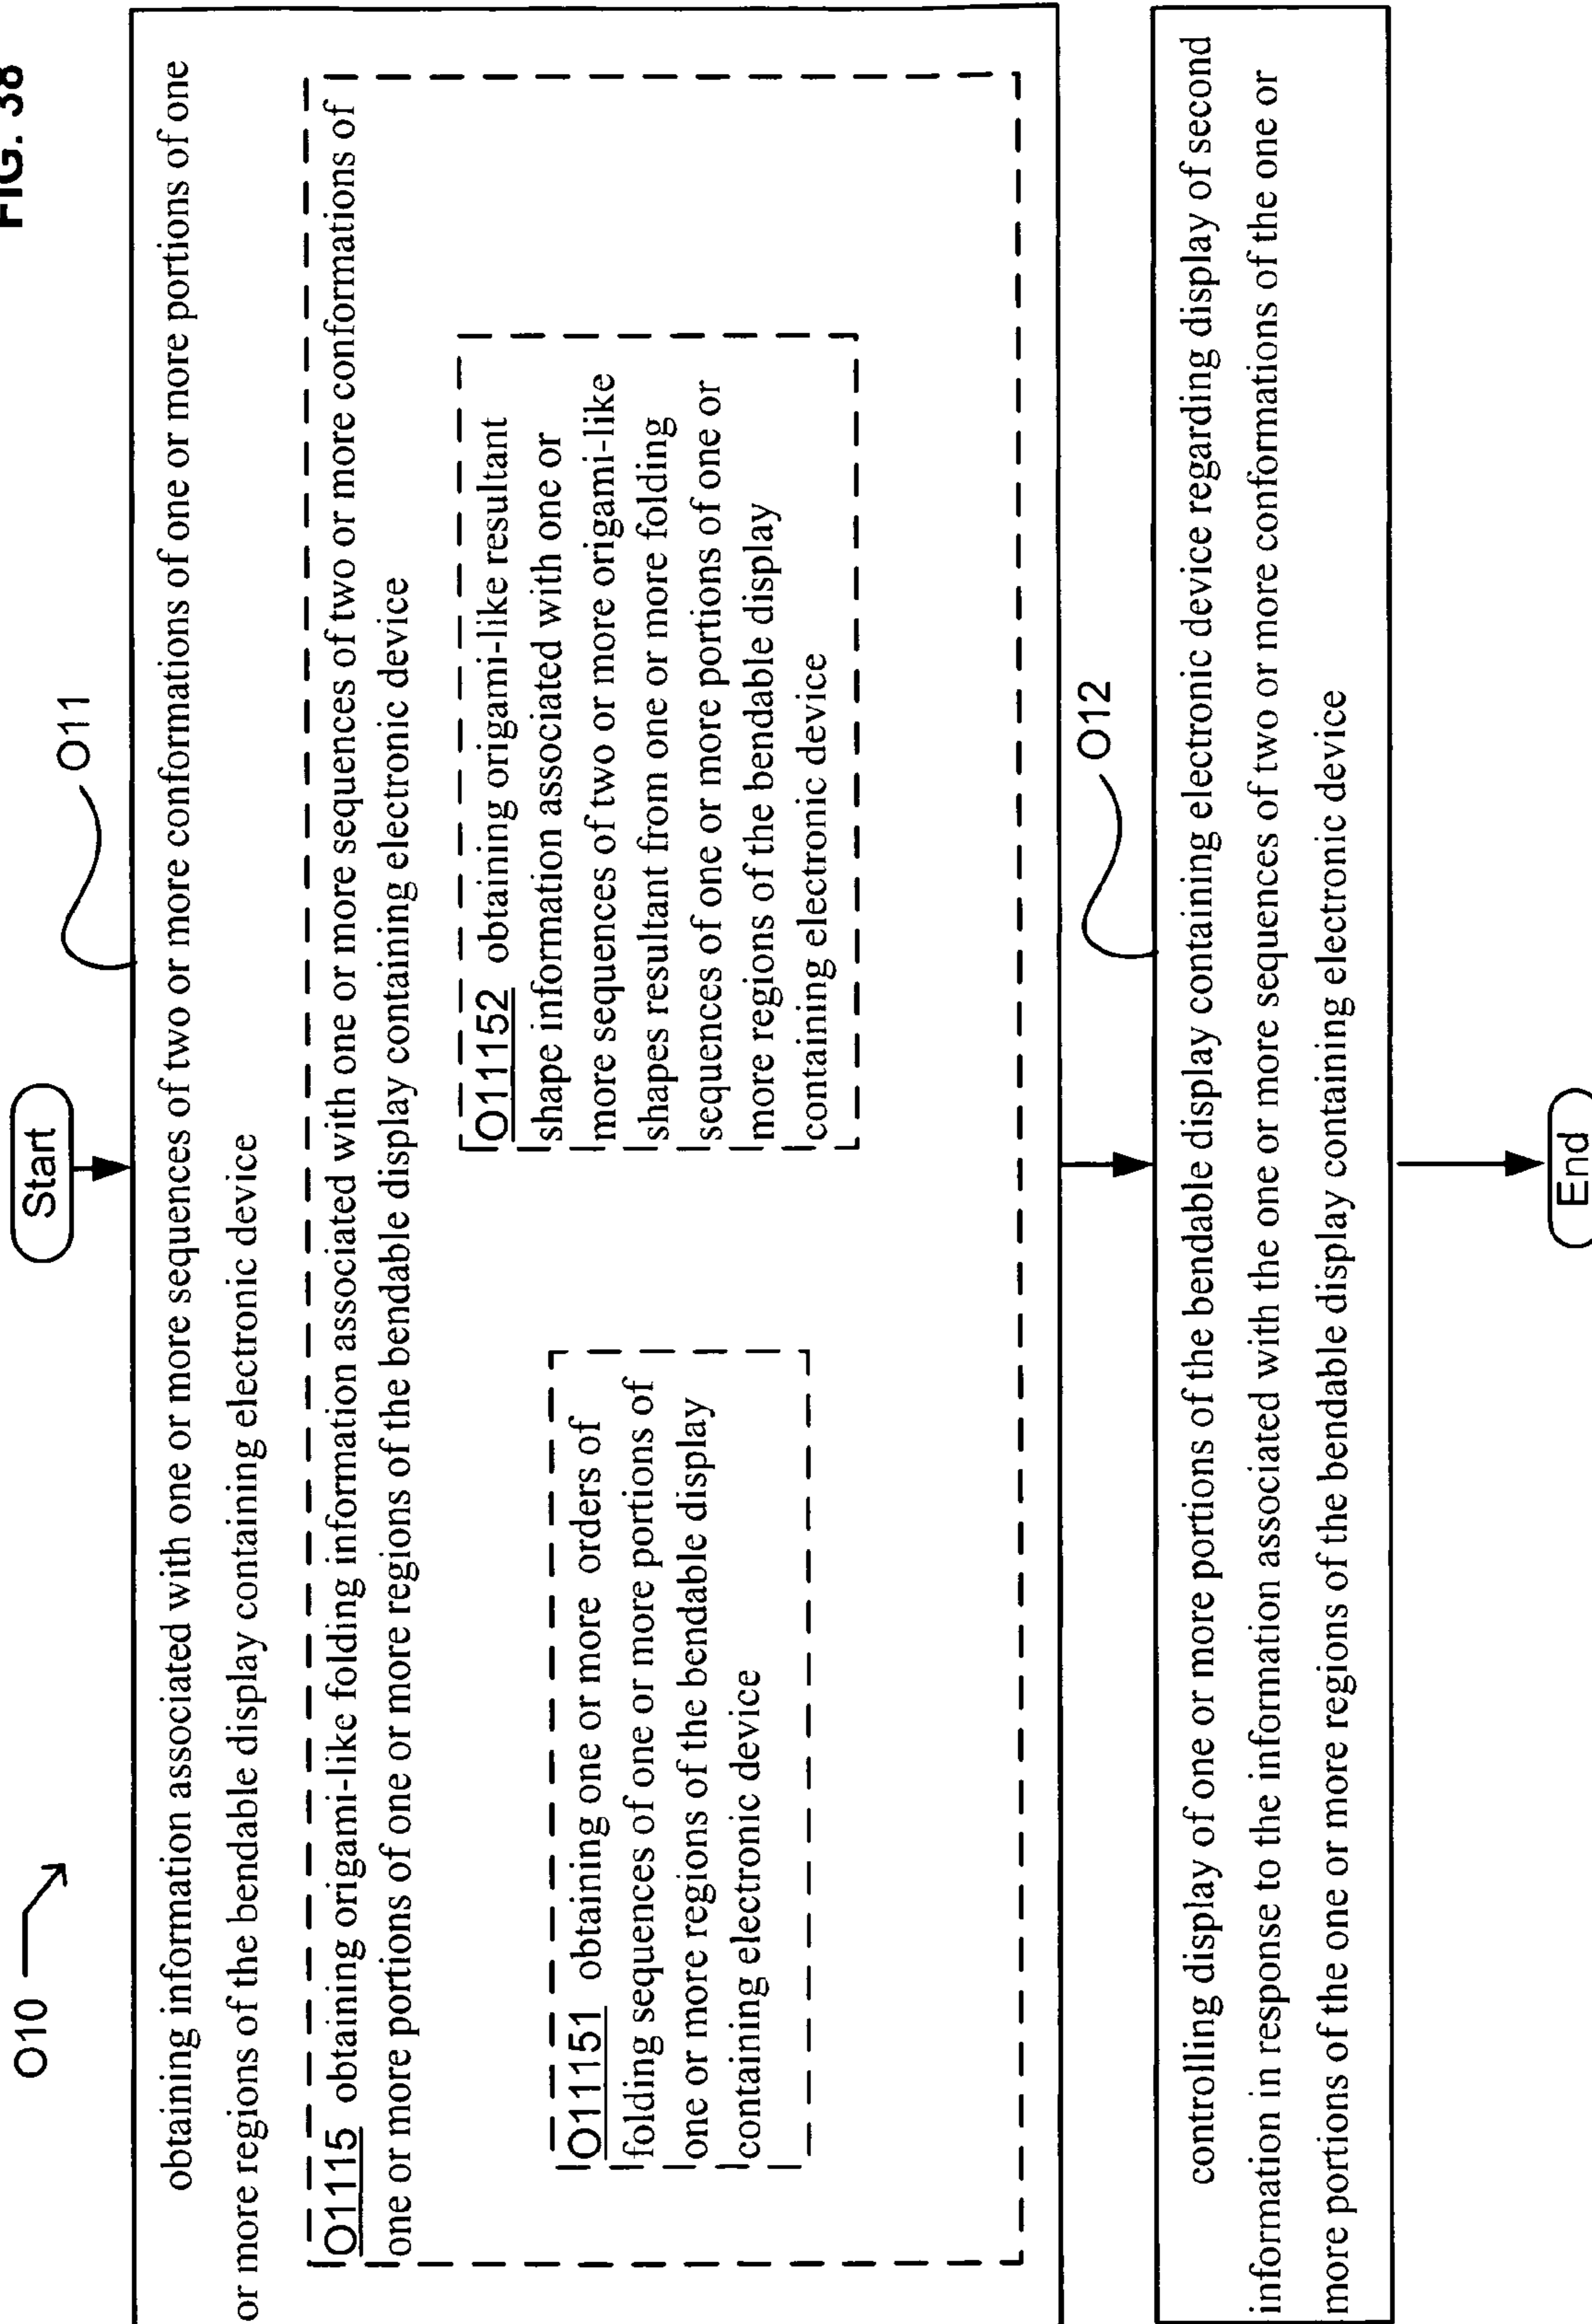 FIG. 38
O10
Start
O11
obtaining information associated with one or more sequences of two or more conformations of one or more portions of one
or more regions of the bendable display containing electronic device
O1115 obtaining origami-like folding information associated with one or more sequences of two or more conformations of
one or more portions of one or more regions of the bendable display containing electronic device
O11151 obtaining one or more orders of
folding sequences of one or more portions of
one or more regions of the bendable display
containing electronic device
O11152 obtaining origami-like resultant
shape information associated with one or
more sequences of two or more origami-like
shapes resultant from one or more folding
sequences of one or more portions of one or
more regions of the bendable display
containing electronic device
O12
controlling display of one or more portions of the bendable display containing electronic device regarding display of second
information in response to the information associated with the one or more sequences of two or more conformations of the one or
more portions of the one or more regions of the bendable display containing electronic device
End